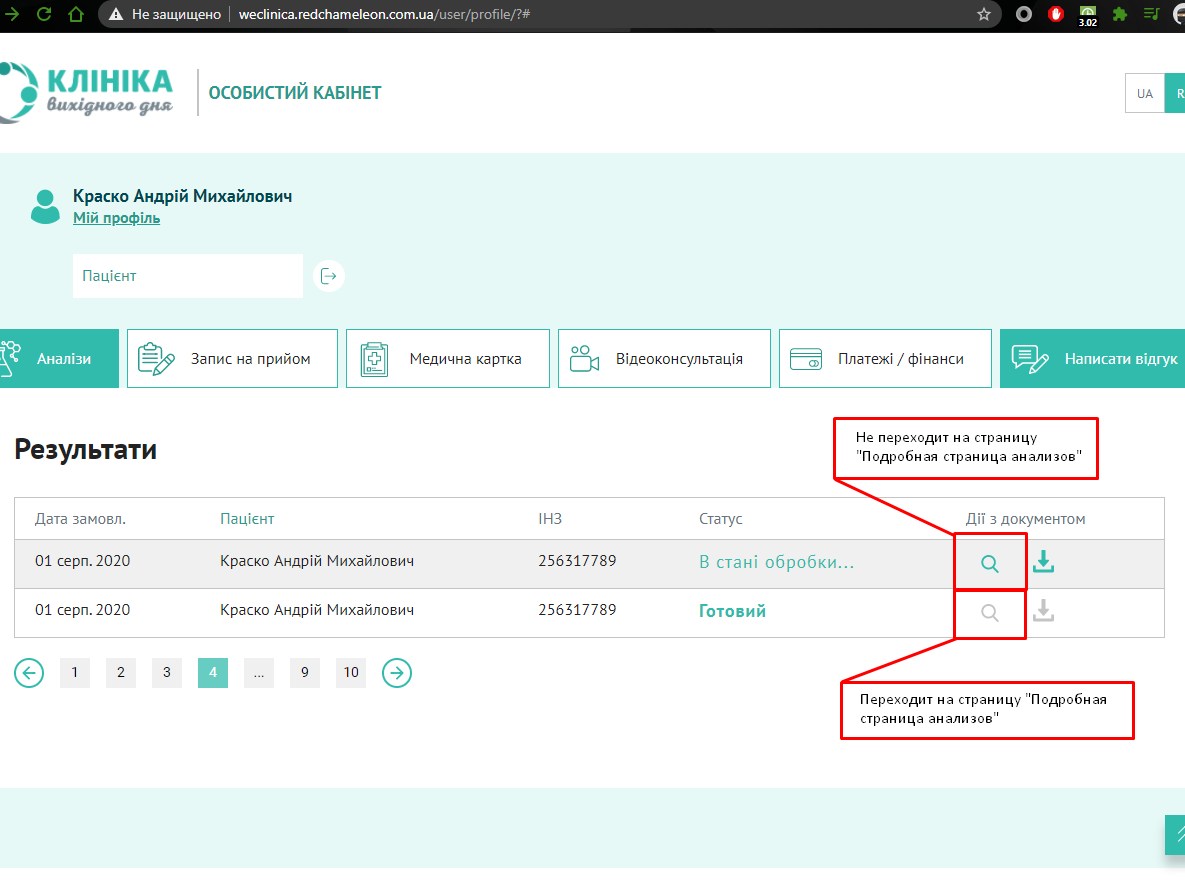 Не защищено weclinica.redchameleon.com.ua/user/profile/?#
3.02
КЛІНІКА
вихідного дня
ОСОБИСТИЙ КАБІНЕТ
UA
R
Краско Андрій Михайлович
Мій профіль
Пацієнт
Аналізи
Запис на прийом
Медична картка
Відеоконсультація
Платежі / фінанси
Написати відгук
Не переходит на страницу
"Подробная страница анализов"
Результати
Дата замовл. Пацієнт ІНЗ Статус Дії з документом
01 серп. 2020 Краско Андрій Михайлович 256317789 В стані обробки...
01 серп. 2020 Краско Андрій Михайлович 256317789 Готовий
1 2 3 4 ... 9 10
Переходит на страницу "Подробная
страница анализов"